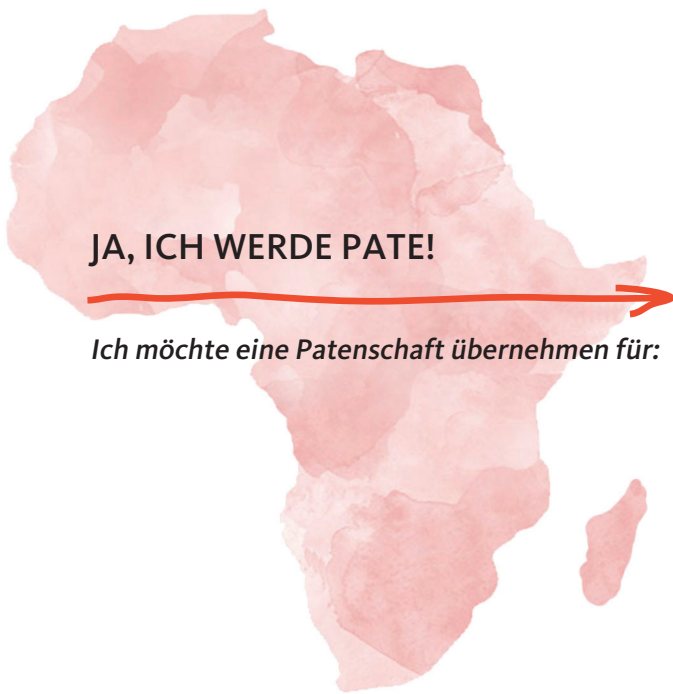 JA, ICH WERDE PATE!
Ich möchte eine Patenschaft übernehmen für: